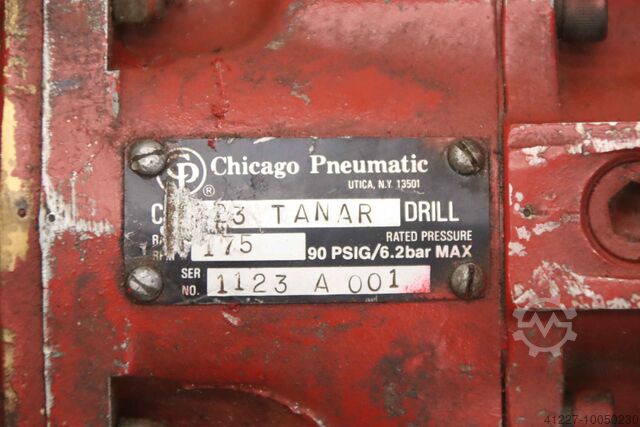 CP
®
Chicago Pneumatic
UTICA, N.Y. 13501
23 TANAR DRILL
175 RATED PRESSURE
90 PSIG/6.2bar MAX
SER NO. 1123 A 001
41227-10050230